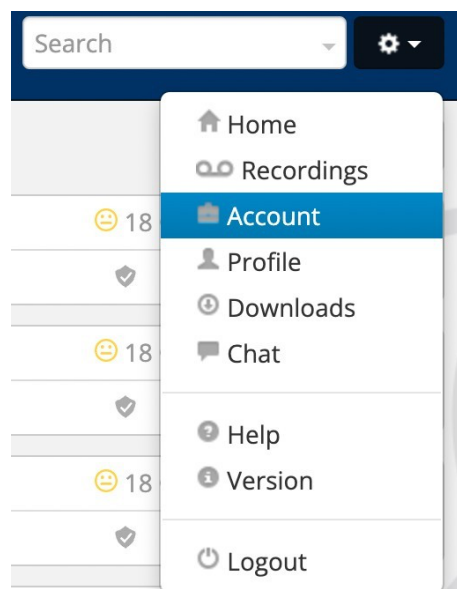 Search
Home
Recordings
Account
18
Profile
Downloads
18
Chat
Help
18
Version
Logout